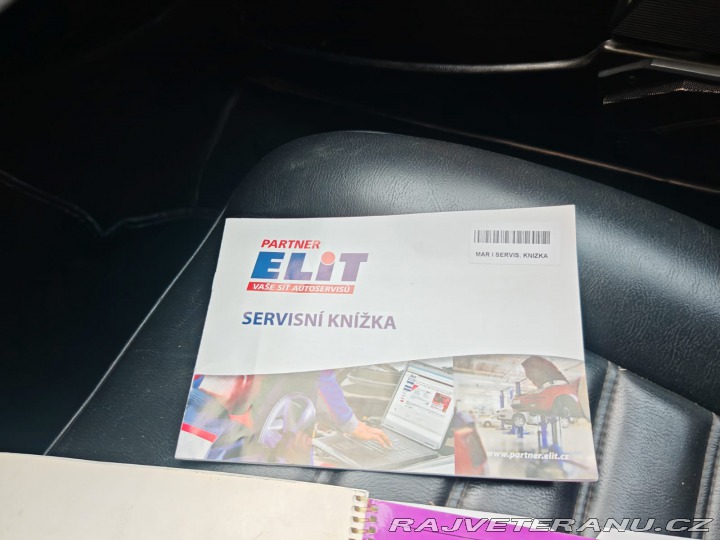 PARTNER
ELiT
VAŠE SÍŤ AUTOSERVISŮ
MAR I SERVIS. KNIZKA
SERVISNÍ KNÍŽKA
www.partner.elit.cz
RAJVETERANU.CZ